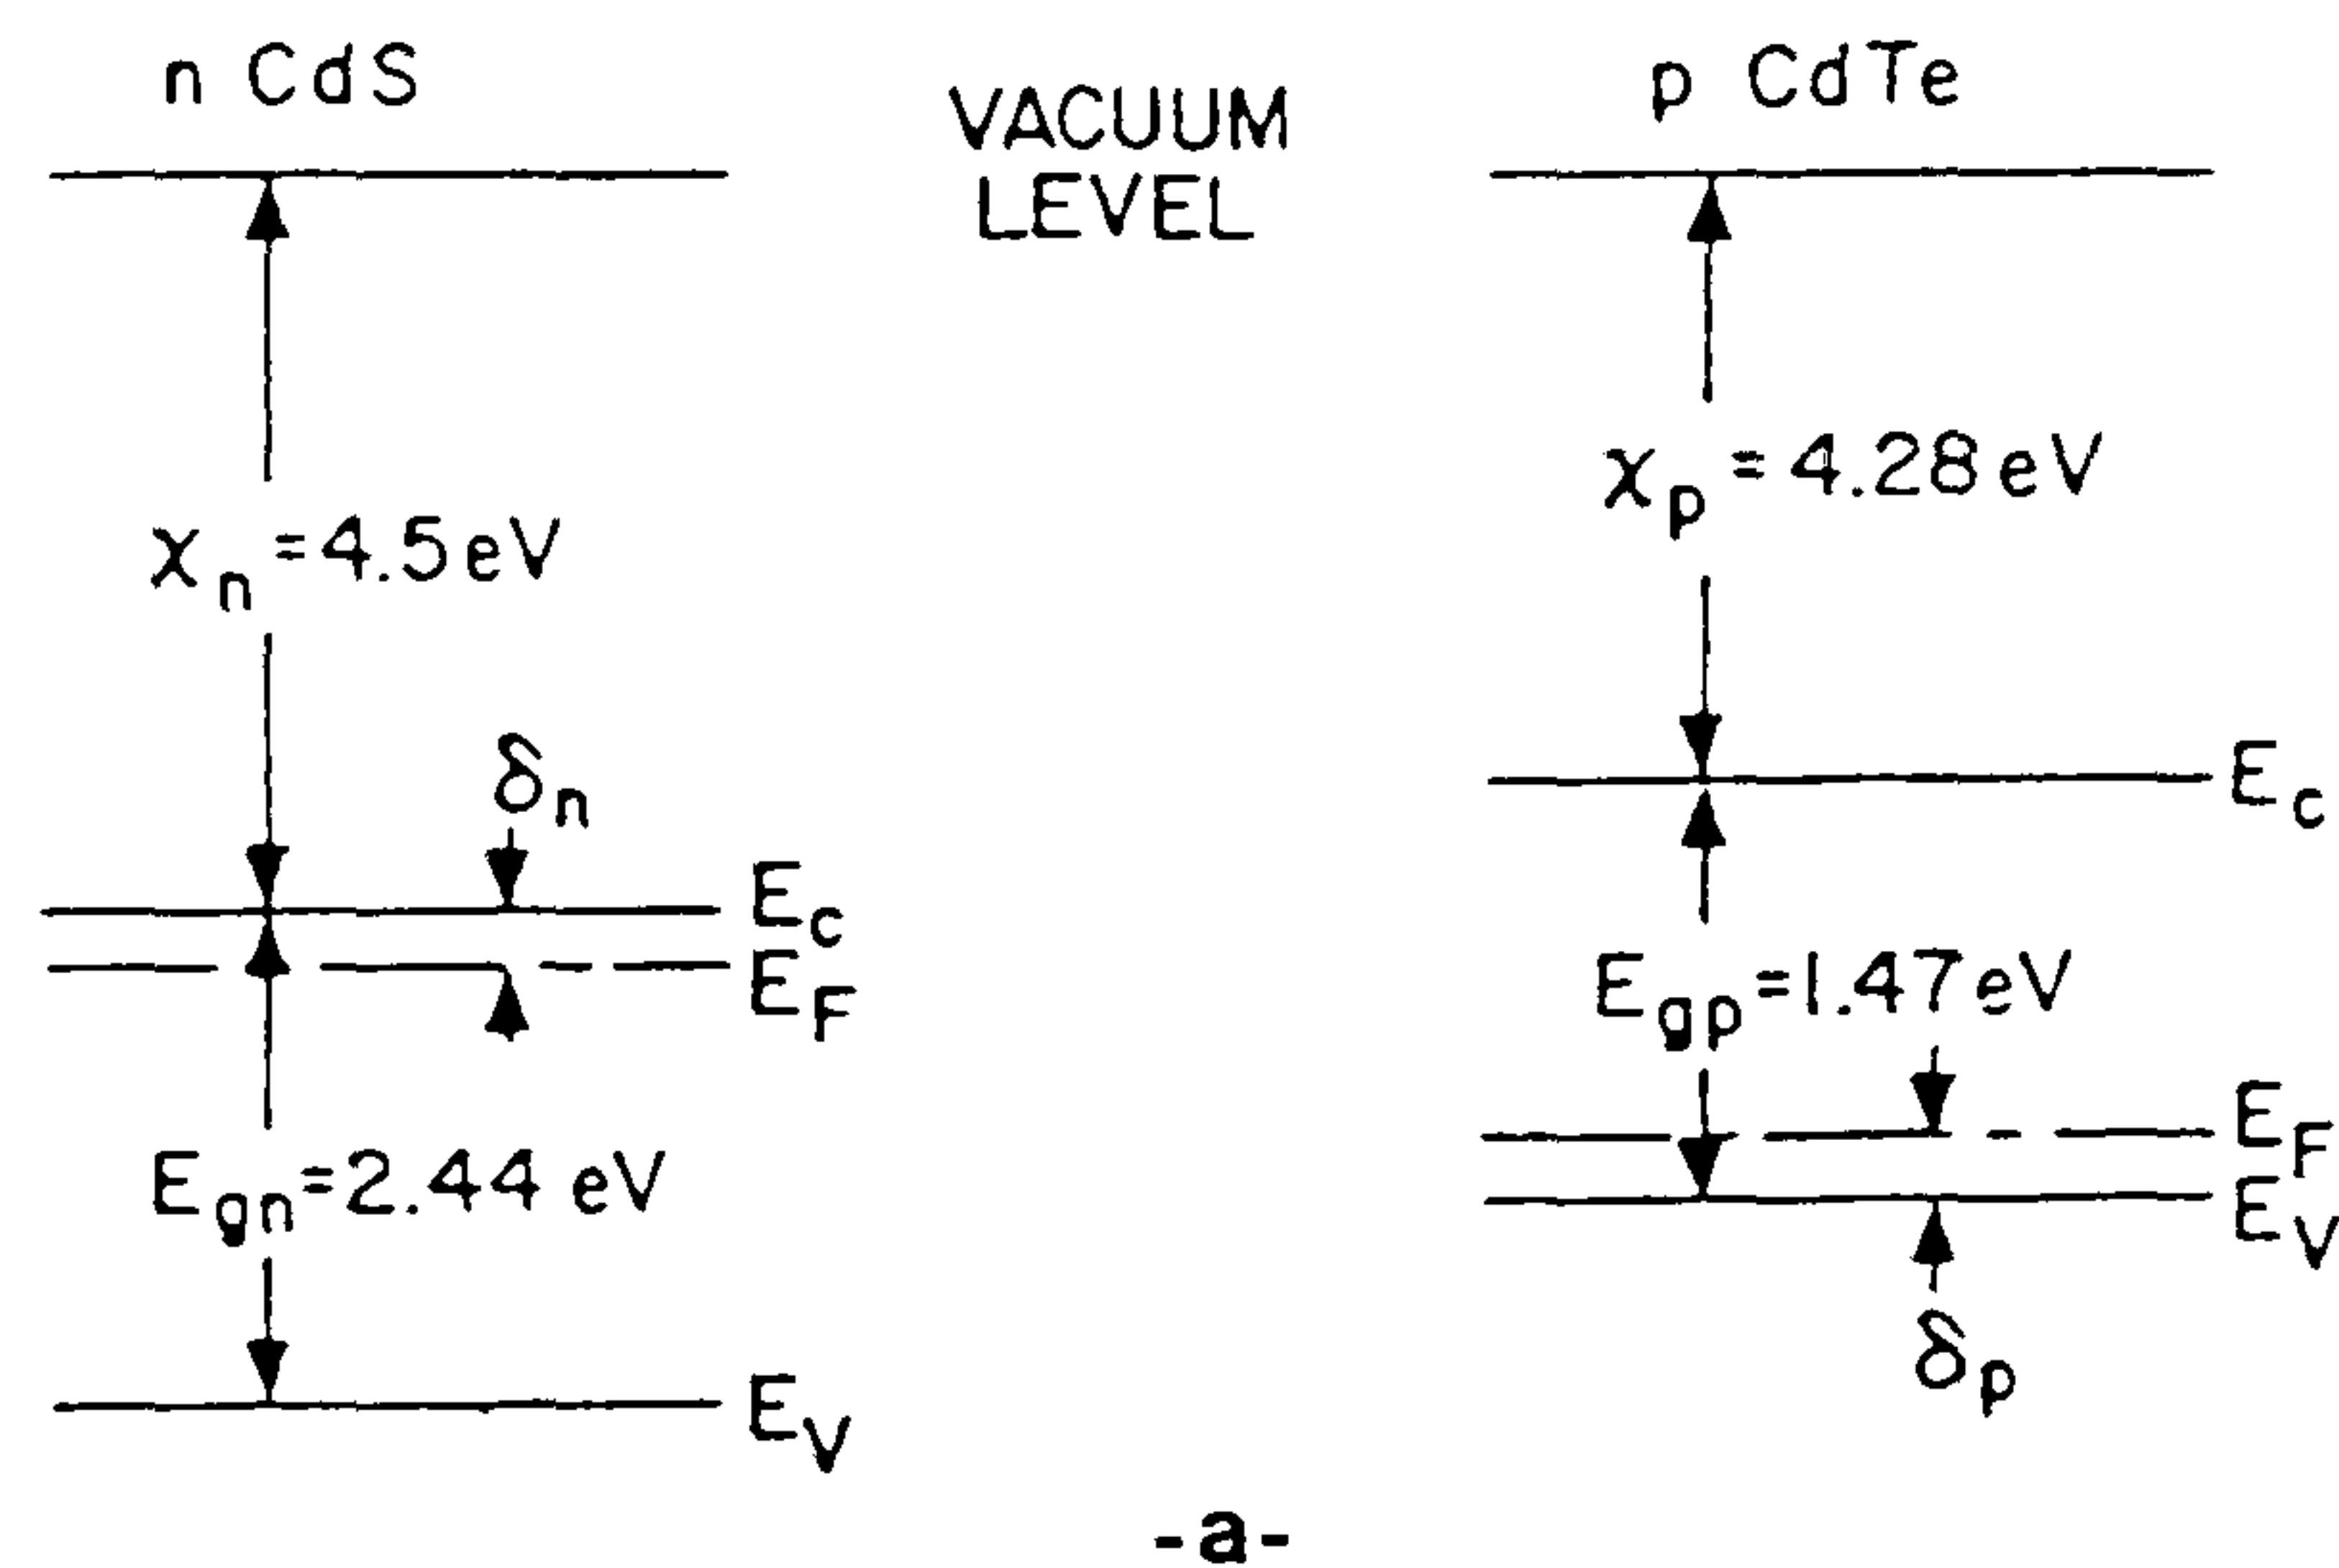 n CdS
VACUUM
LEVEL
p CdTe
χn = 4.5 eV
χp = 4.28 eV
δn
Ec
EF
Ec
Egn = 2.44 eV
Egp = 1.47 eV
EF
EV
δp
EV
-a-